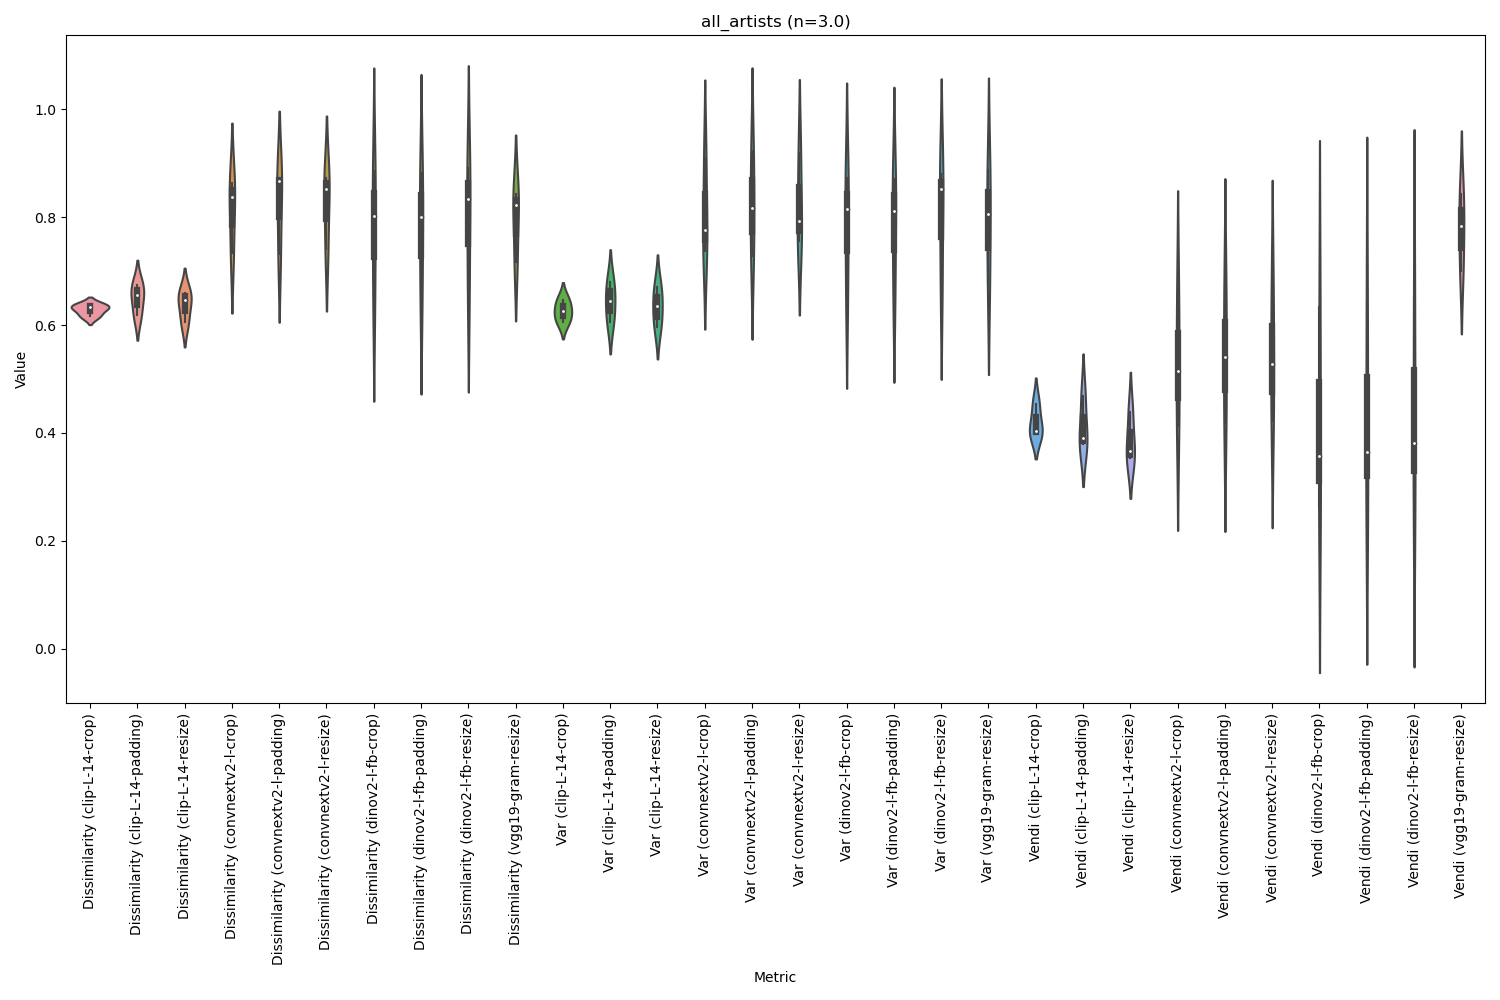 all_artists (n=3.0)
1.0
0.8
0.6
0.4
0.2
0.0
Value
Dissimilarity (clip-L-14-crop)
Dissimilarity (clip-L-14-padding)
Dissimilarity (clip-L-14-resize)
Dissimilarity (convnextv2-l-crop)
Dissimilarity (convnextv2-l-padding)
Dissimilarity (convnextv2-l-resize)
Dissimilarity (dinov2-l-fb-crop)
Dissimilarity (dinov2-l-fb-padding)
Dissimilarity (dinov2-l-fb-resize)
Dissimilarity (vgg19-gram-resize)
Var (clip-L-14-crop)
Var (clip-L-14-padding)
Var (clip-L-14-resize)
Var (convnextv2-l-crop)
Var (convnextv2-l-padding)
Var (convnextv2-l-resize)
Var (dinov2-l-fb-crop)
Var (dinov2-l-fb-padding)
Var (dinov2-l-fb-resize)
Var (vgg19-gram-resize)
Vendi (clip-L-14-crop)
Vendi (clip-L-14-padding)
Vendi (clip-L-14-resize)
Vendi (convnextv2-l-crop)
Vendi (convnextv2-l-padding)
Vendi (convnextv2-l-resize)
Vendi (dinov2-l-fb-crop)
Vendi (dinov2-l-fb-padding)
Vendi (dinov2-l-fb-resize)
Vendi (vgg19-gram-resize)
Metric